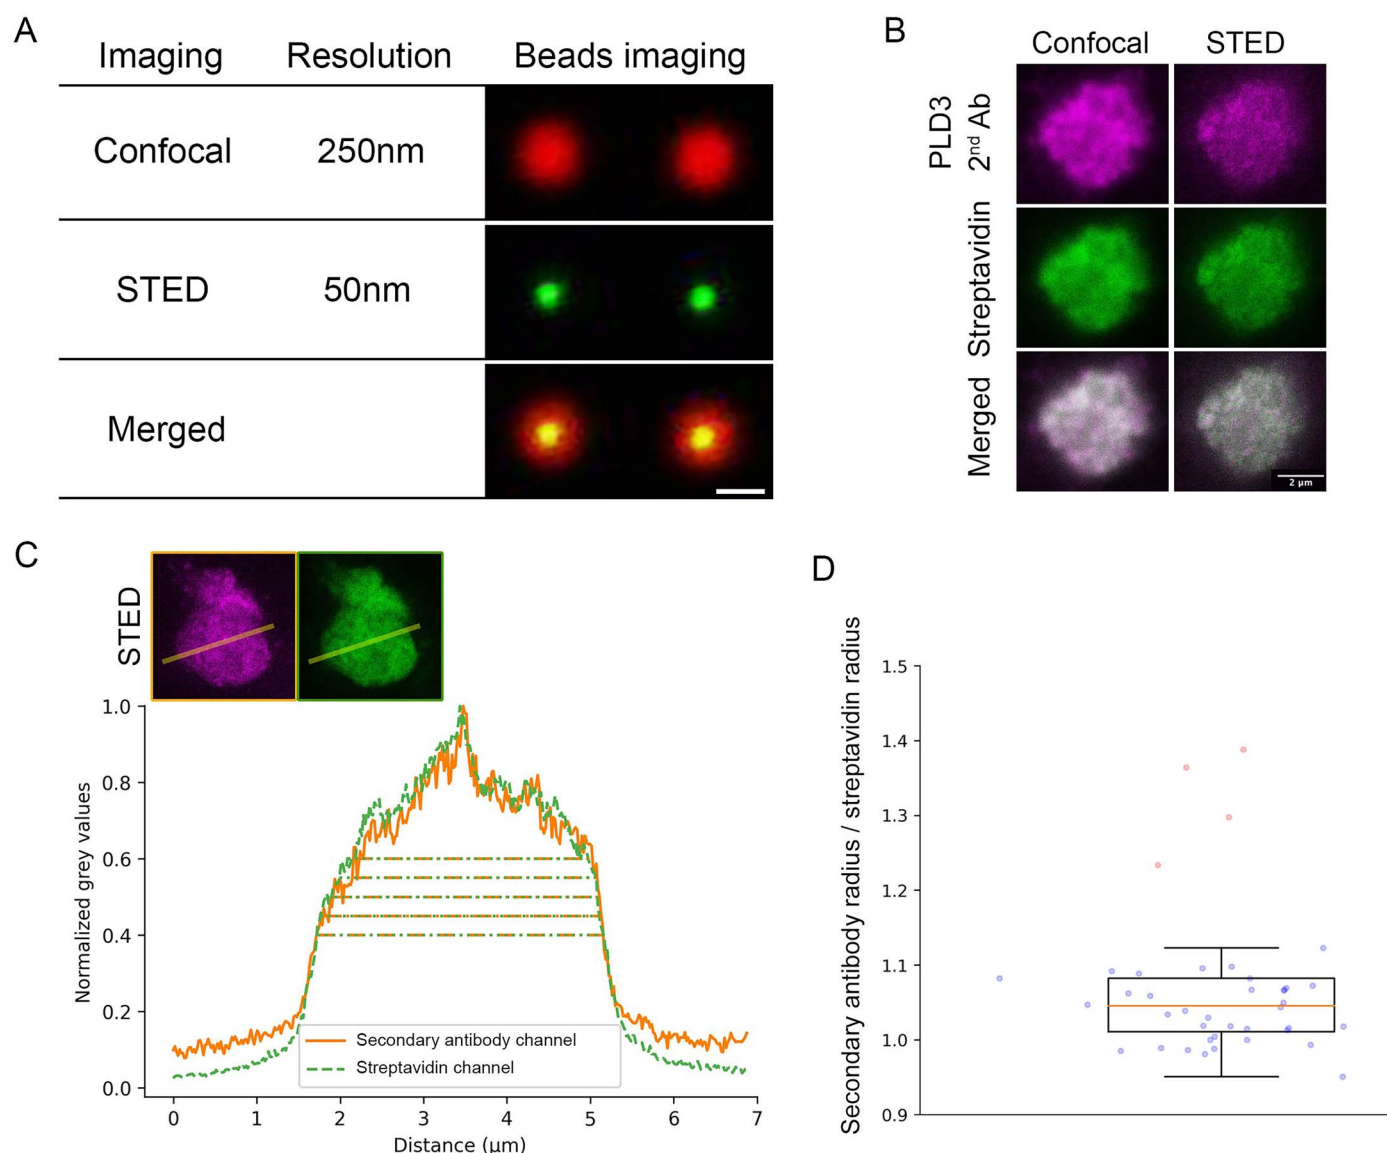 A
Imaging Resolution Beads imaging
Confocal 250nm
STED 50nm
Merged
B
Confocal STED
PLD3
2nd Ab
Streptavidin
Merged
2 μm
C
STED
1.0
0.8
0.6
0.4
0.2
0.0
Normalized grey values
Secondary antibody channel
Streptavidin channel
0 1 2 3 4 5 6 7
Distance (μm)
D
Secondary antibody radius / streptavidin radius
1.5
1.4
1.3
1.2
1.1
1.0
0.9